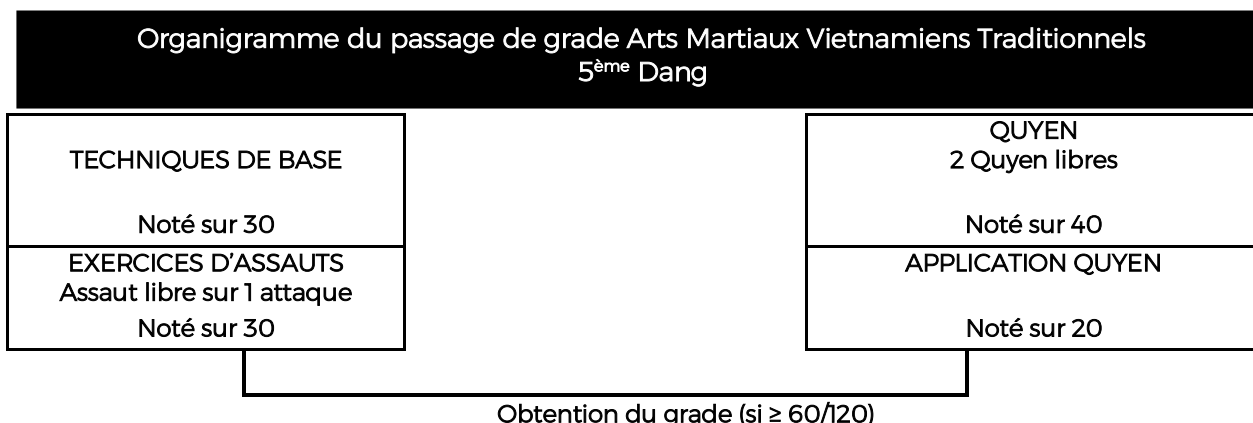 Organigramme du passage de grade Arts Martiaux Vietnamiens Traditionnels
5ème Dang
TECHNIQUES DE BASE
Noté sur 30
EXERCICES D'ASSAUTS
Assaut libre sur 1 attaque
Noté sur 30
QUYEN
2 Quyen libres
Noté sur 40
APPLICATION QUYEN
Noté sur 20
Obtention du grade (si ≥ 60/120)